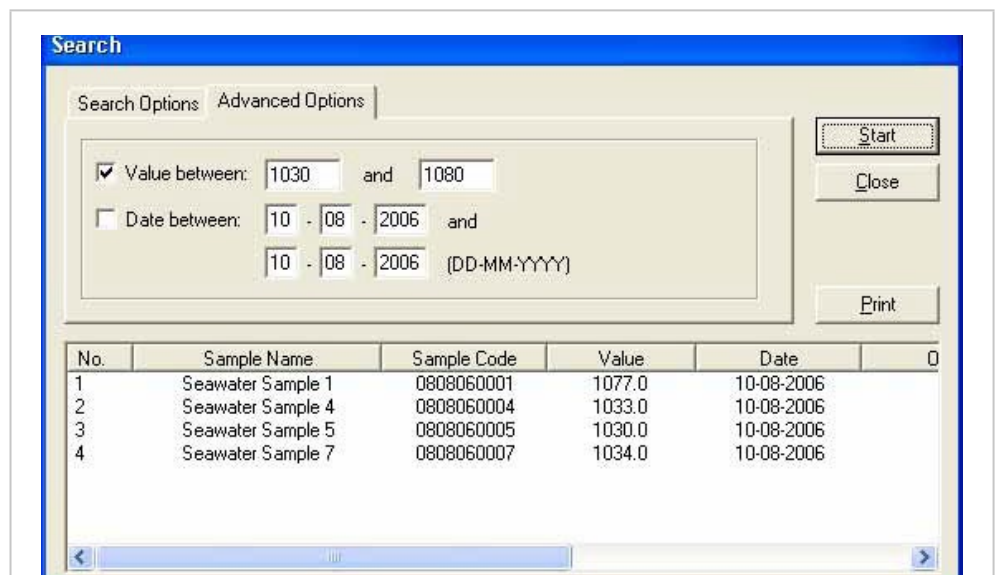 Search
Search Options Advanced Options
Start
Value between: 1030 and 1080
Close
Date between: 10 - 08 - 2006 and
10 - 08 - 2006 (DD-MM-YYYY)
Print
No. Sample Name Sample Code Value Date O
1 Seawater Sample 1 0808060001 1077.0 10-08-2006
2 Seawater Sample 4 0808060004 1033.0 10-08-2006
3 Seawater Sample 5 0808060005 1030.0 10-08-2006
4 Seawater Sample 7 0808060007 1034.0 10-08-2006